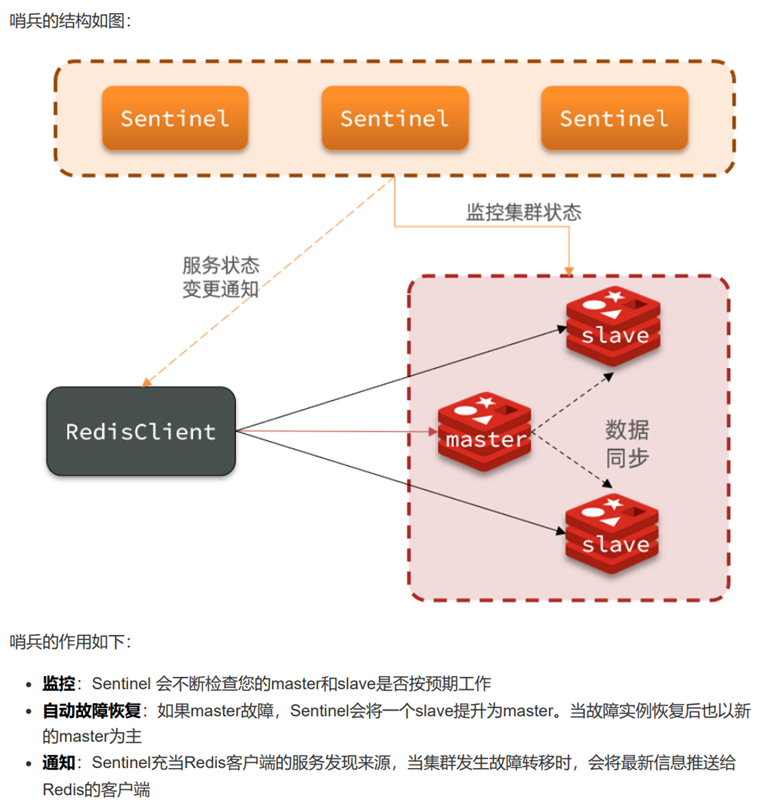 哨兵的结构如图：
Sentinel
Sentinel
Sentinel
监控集群状态
服务状态
变更通知
slave
RedisClient
master
数据
同步
slave
哨兵的作用如下：
监控：Sentinel 会不断检查您的master和slave是否按预期工作
自动故障恢复：如果master故障，Sentinel会将一个slave提升为master。当故障实例恢复后也以新
的master为主
通知：Sentinel充当Redis客户端的服务发现来源，当集群发生故障转移时，会将最新信息推送给
Redis的客户端